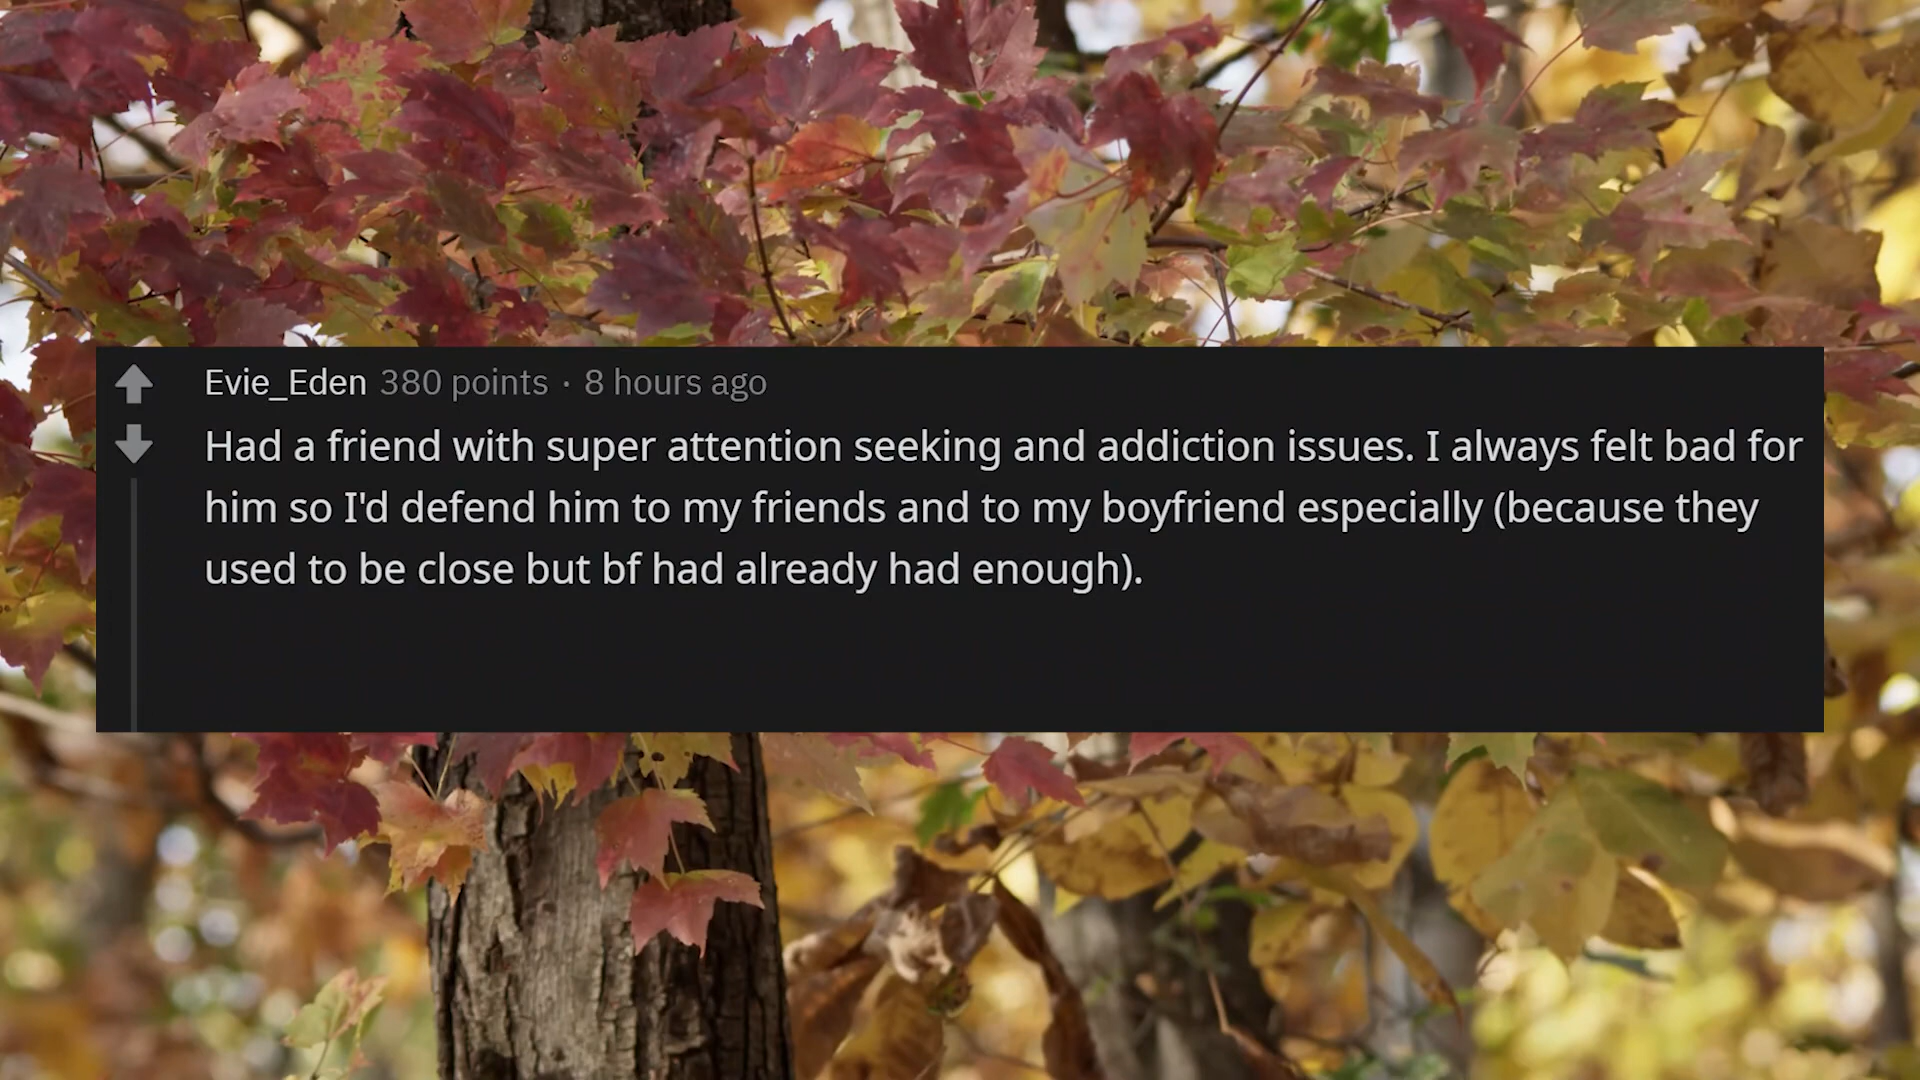 Evie_Eden 380 points · 8 hours ago
Had a friend with super attention seeking and addiction issues. I always felt bad for
him so I'd defend him to my friends and to my boyfriend especially (because they
used to be close but bf had already had enough).